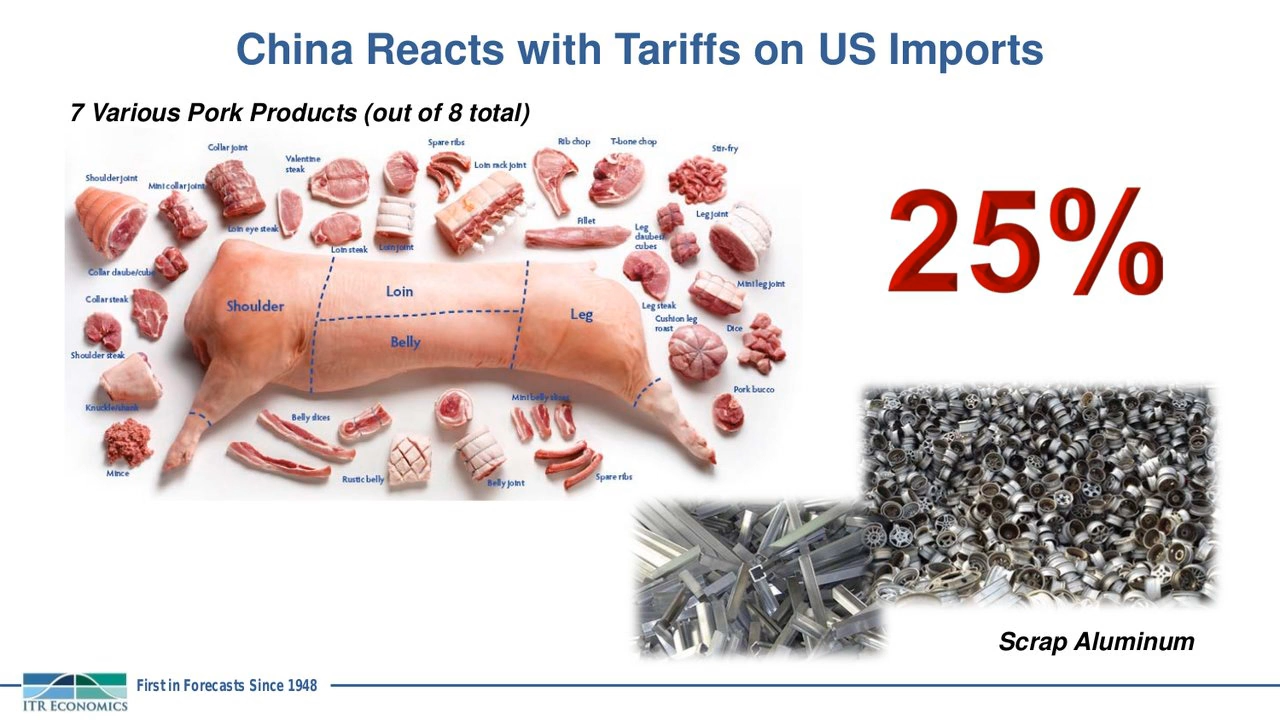 China Reacts with Tariffs on US Imports
7 Various Pork Products (out of 8 total)
Collar joint
Spare ribs
Rib chop
T-bone chop
Stir-fry
Valentine
steak
Loin rack joint
Shoulder joint
Mini collar joint
Loin eye steak
Loin steak
Loin joint
Fillet
Leg
daubes/
cubes
Leg joint
Collar daube/cube
Collar steak
Shoulder steak
Knuckle/shank
Mince
Shoulder
Loin
Belly
Leg
Leg steak
Mini leg joint
Cushion leg
roast
Dice
Pork bucco
Belly slices
Mini belly slices
Rustic belly
Belly joint
Spare ribs
25%
Scrap Aluminum
First in Forecasts Since 1948
ITR ECONOMICS